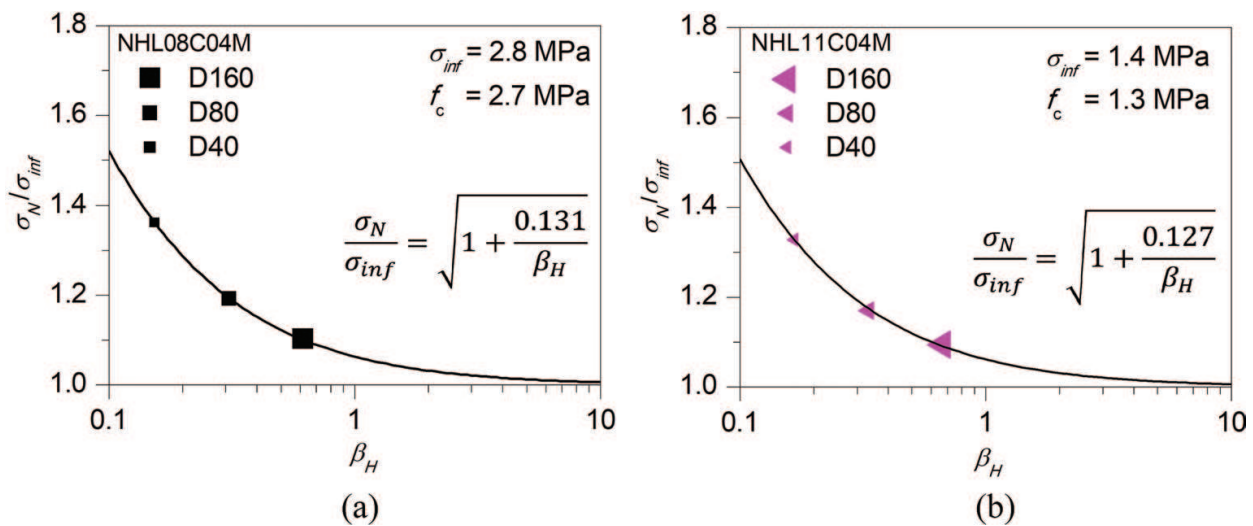 1.8
1.6
1.4
1.2
1.0
σN/σinf
NHL08C04M
D160
D80
D40
σinf = 2.8 MPa
fc = 2.7 MPa
σN/σinf = √(1 + 0.131/βH)
0.1 1 10
βH
(a)
1.8
1.6
1.4
1.2
1.0
σN/σinf
NHL11C04M
D160
D80
D40
σinf = 1.4 MPa
fc = 1.3 MPa
σN/σinf = √(1 + 0.127/βH)
0.1 1 10
βH
(b)